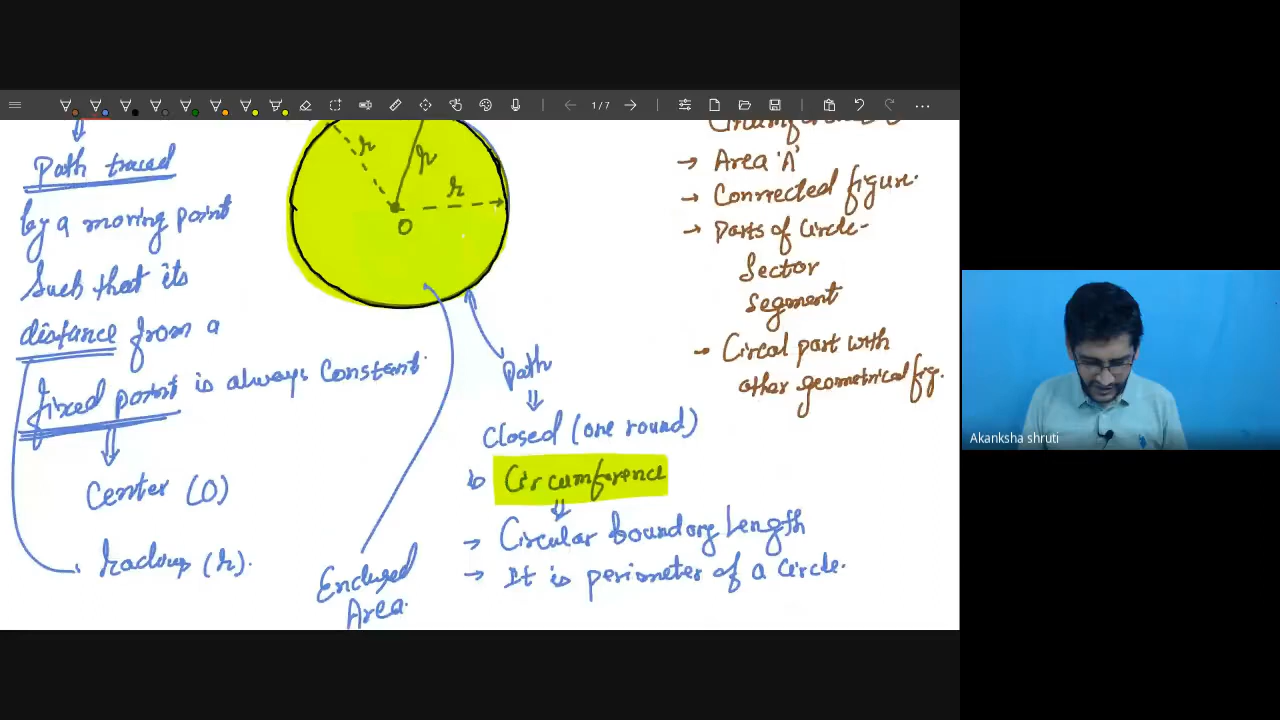 1/7
Path traced
by a moving point
Such that its
distance from a
fixed point is always Constant.
Center (O)
radius (r).
r
r
r
O
Enclosed
Area.
Path
Closed (one round)
Circumference
→ Circular boundary Length
→ It is perimeter of a Circle.
→ Area 'A'
→ Connected figure.
→ Parts of Circle-
Sector
Segment
→ Circal part with
other geometrical fig.
Akanksha shruti